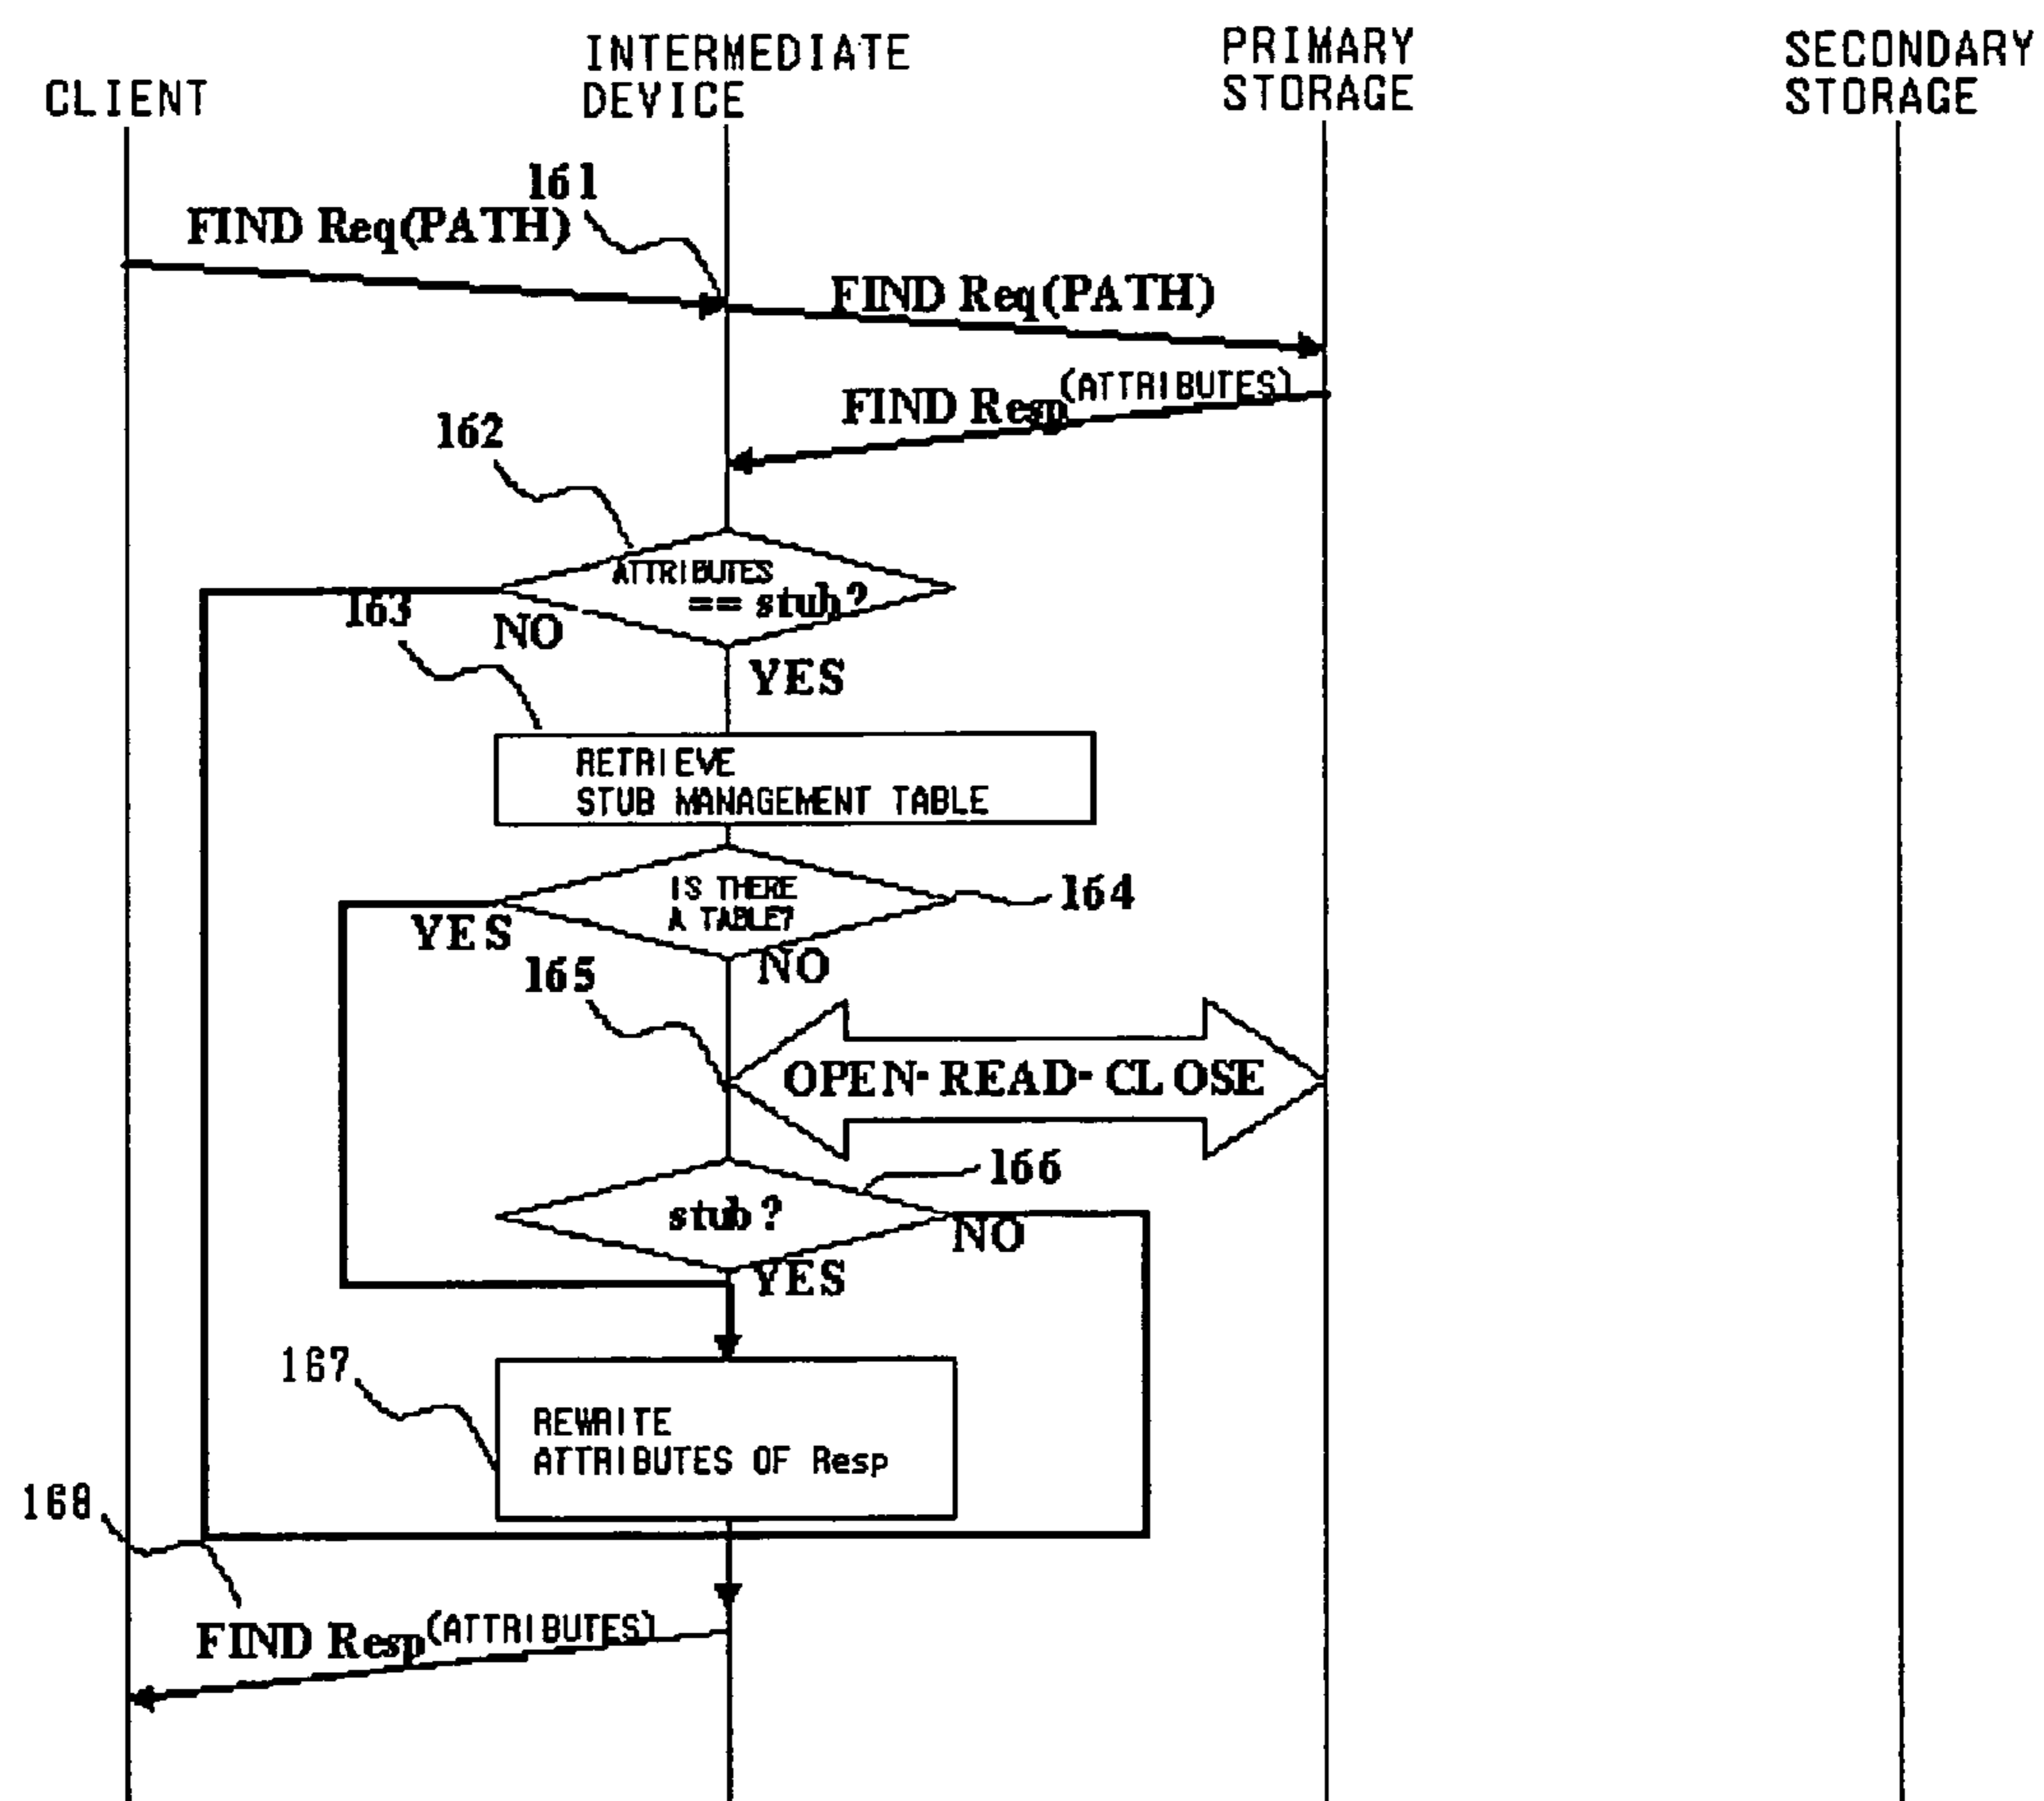 CLIENT
INTERMEDIATE
DEVICE
PRIMARY
STORAGE
SECONDARY
STORAGE
161
FIND Req(PATH)
FIND Req(PATH)
FIND Resp(ATTRIBUTES)
162
ATTRIBUTES
== stub?
163
NO
YES
RETRIEVE
STUB MANAGEMENT TABLE
IS THERE
A TABLE?
164
YES
NO
165
OPEN-READ-CLOSE
166
stub?
NO
YES
167
REWRITE
ATTRIBUTES OF Resp
168
FIND Resp(ATTRIBUTES)